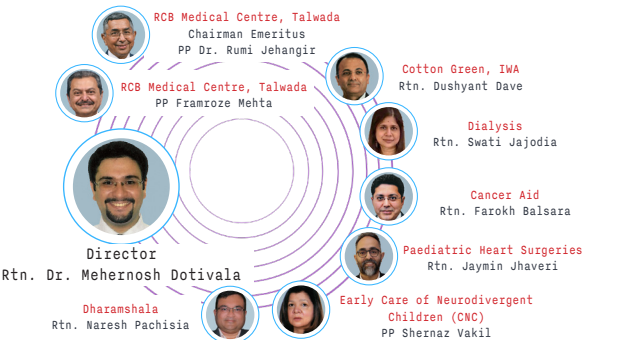 RCB Medical Centre, Talwada
Chairman Emeritus
PP Dr. Rumi Jehangir
RCB Medical Centre, Talwada
PP Framroze Mehta
Cotton Green, IWA
Rtn. Dushyant Dave
Dialysis
Rtn. Swati Jajodia
Cancer Aid
Rtn. Farokh Balsara
Director
Rtn. Dr. Mehernosh Dotivala
Paediatric Heart Surgeries
Rtn. Jaymin Jhaveri
Early Care of Neurodivergent
Children (CNC)
PP Shernaz Vakil
Dharamshala
Rtn. Naresh Pachisia